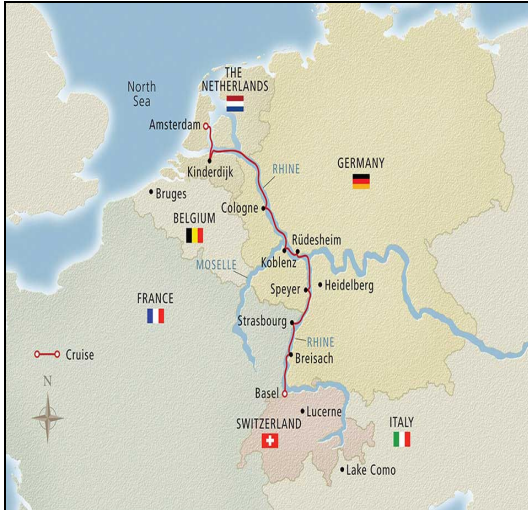 North
Sea
THE
NETHERLANDS
Amsterdam
Kinderdijk
RHINE
GERMANY
Bruges
Cologne
BELGIUM
Rüdesheim
Koblenz
MOSELLE
Speyer
Heidelberg
FRANCE
Strasbourg
RHINE
Cruise
Breisach
N
Basel
Lucerne
SWITZERLAND
ITALY
Lake Como